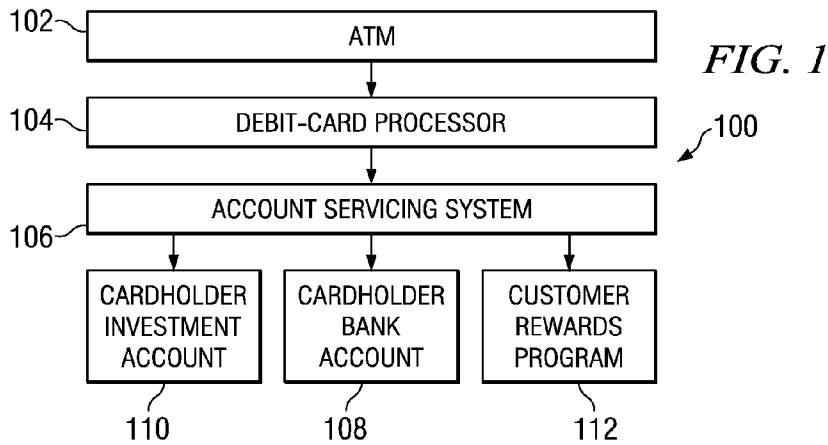 102
ATM
FIG. 1
104
DEBIT-CARD PROCESSOR
100
ACCOUNT SERVICING SYSTEM
106
CARDHOLDER
INVESTMENT
ACCOUNT
CARDHOLDER
BANK
ACCOUNT
CUSTOMER
REWARDS
PROGRAM
110
108
112